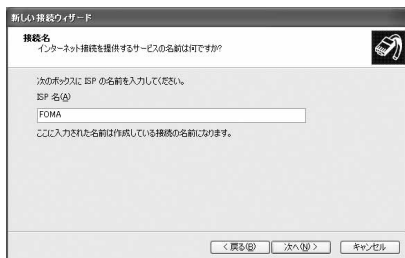 新しい接続ウィザード
接続名
インターネット接続を提供するサービスの名前は何ですか?
次のボックスに ISP の名前を入力してください。
ISP 名(A)
FOMA
ここに入力された名前は作成している接続の名前になります。
< 戻る(B)
次へ(N) >
キャンセル